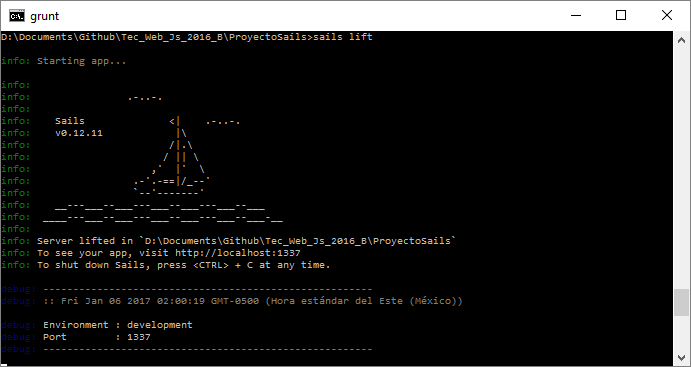 grunt
D:\Documents\Github\Tec_Web_Js_2016_B\ProyectoSails>sails lift
info: Starting app...
info:
info:                .-..-.
info:
info:    Sails              <|    .-..-.
info:    v0.12.11            |\
info:                       /|.\
info:                      / || \
info:                    ,'  |'  \
info:                 .-'.-==|/_--'
info:                 `--'-------'
info:    __---___--___---___--___---___--___
info:  ____---___--___---___--___---___--___-__
info:
info: Server lifted in `D:\Documents\Github\Tec_Web_Js_2016_B\ProyectoSails`
info: To see your app, visit http://localhost:1337
info: To shut down Sails, press <CTRL> + C at any time.
debug: -------------------------------------------------------
debug: :: Fri Jan 06 2017 02:00:19 GMT-0500 (Hora estándar del Este (México))
debug: Environment : development
debug: Port        : 1337
debug: -------------------------------------------------------